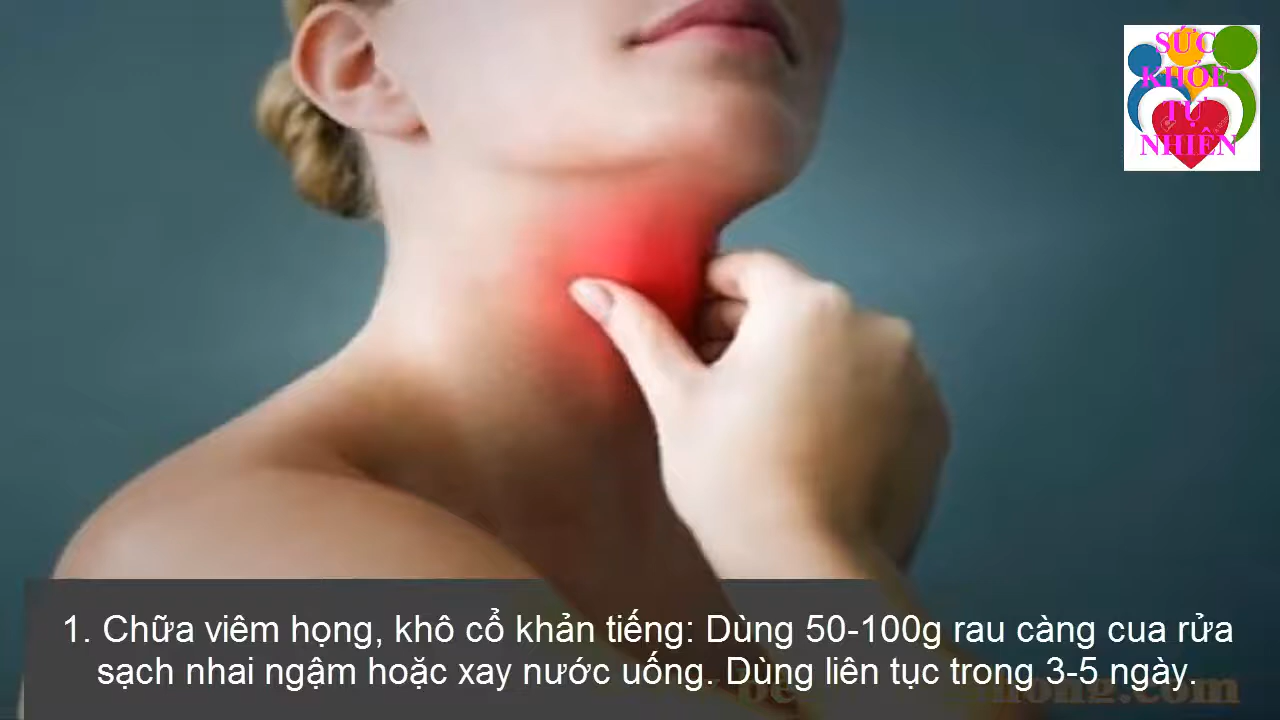 SỨC
KHỎE
TỰ
NHIÊN
1. Chữa viêm họng, khô cổ khản tiếng: Dùng 50-100g rau càng cua rửa
sạch nhai ngậm hoặc xay nước uống. Dùng liên tục trong 3-5 ngày.